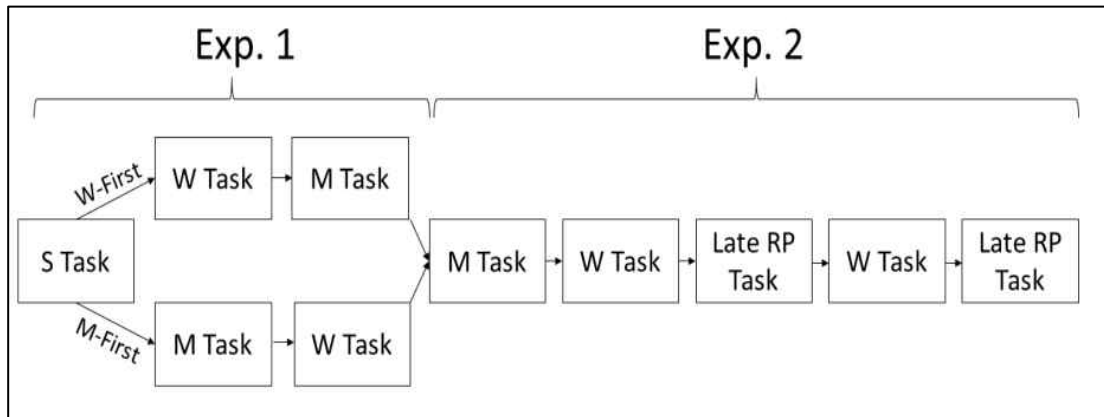 Exp. 1
Exp. 2
W-First
W Task
M Task
S Task
M Task
W Task
Late RP
Task
W Task
Late RP
Task
M-First
M Task
W Task